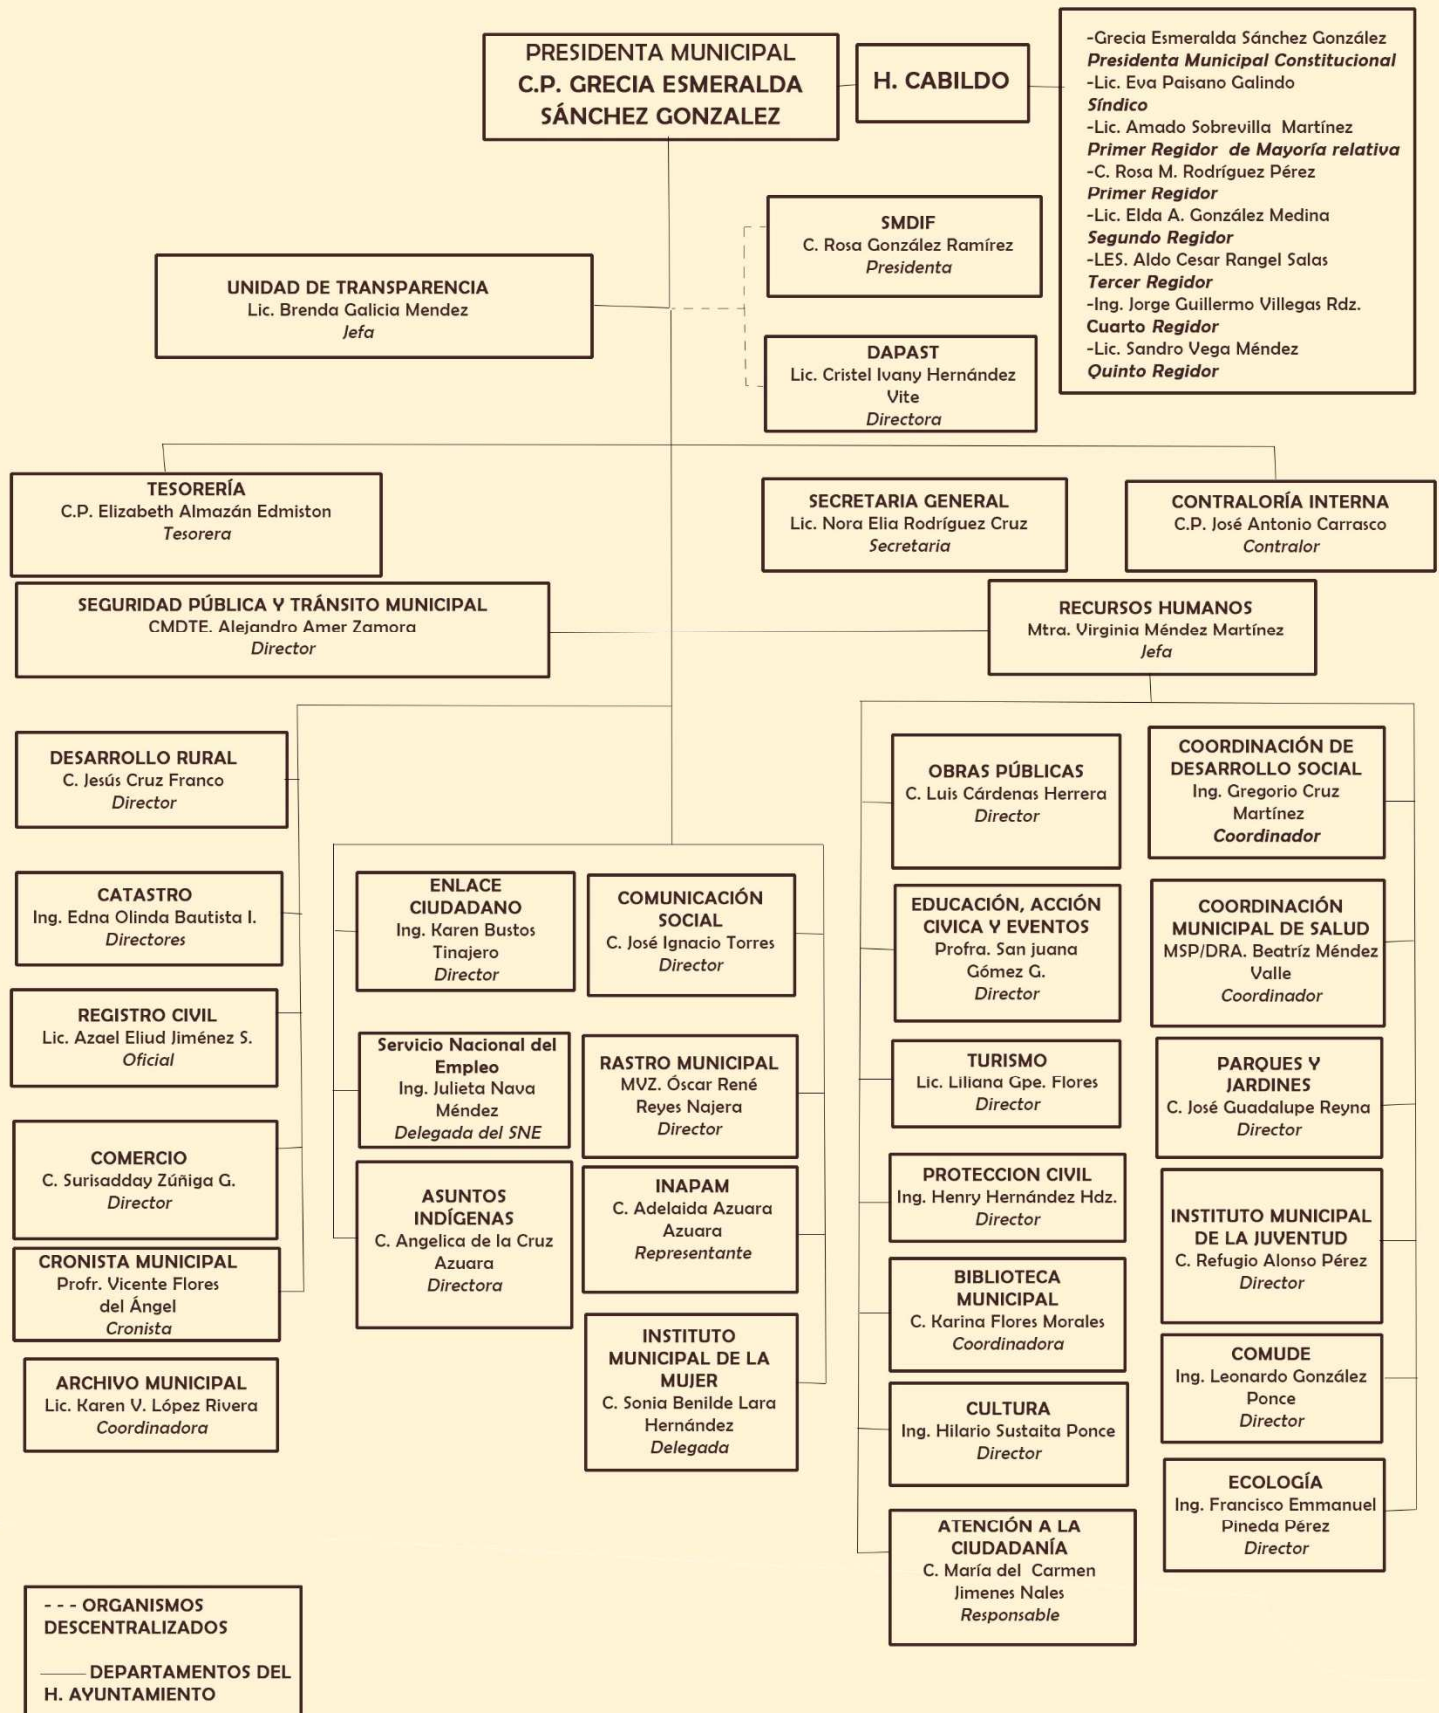 PRESIDENTA MUNICIPAL
C.P. GRECIA ESMERALDA
SÁNCHEZ GONZALEZ
H. CABILDO
-Grecia Esmeralda Sánchez González
Presidenta Municipal Constitucional
-Lic. Eva Paisano Galindo
Síndico
-Lic. Amado Sobrevilla Martínez
Primer Regidor de Mayoría relativa
-C. Rosa M. Rodríguez Pérez
Primer Regidor
-Lic. Elda A. González Medina
Segundo Regidor
-LES. Aldo Cesar Rangel Salas
Tercer Regidor
-Ing. Jorge Guillermo Villegas Rdz.
Cuarto Regidor
-Lic. Sandro Vega Méndez
Quinto Regidor
SMDIF
C. Rosa González Ramírez
Presidenta
UNIDAD DE TRANSPARENCIA
Lic. Brenda Galicia Mendez
Jefa
DAPAST
Lic. Cristel Ivany Hernández
Vite
Directora
TESORERÍA
C.P. Elizabeth Almazán Edmiston
Tesorera
SECRETARIA GENERAL
Lic. Nora Elia Rodríguez Cruz
Secretaria
CONTRALORÍA INTERNA
C.P. José Antonio Carrasco
Contralor
SEGURIDAD PÚBLICA Y TRÁNSITO MUNICIPAL
CMDTE. Alejandro Amer Zamora
Director
RECURSOS HUMANOS
Mtra. Virginia Méndez Martínez
Jefa
DESARROLLO RURAL
C. Jesús Cruz Franco
Director
CATASTRO
Ing. Edna Olinda Bautista I.
Directores
REGISTRO CIVIL
Lic. Azael Eliud Jiménez S.
Oficial
COMERCIO
C. Surisadday Zúñiga G.
Director
CRONISTA MUNICIPAL
Profr. Vicente Flores
del Ángel
Cronista
ARCHIVO MUNICIPAL
Lic. Karen V. López Rivera
Coordinadora
ENLACE
CIUDADANO
Ing. Karen Bustos
Tinajero
Director
Servicio Nacional del
Empleo
Ing. Julieta Nava
Méndez
Delegada del SNE
ASUNTOS
INDÍGENAS
C. Angelica de la Cruz
Azuara
Directora
COMUNICACIÓN
SOCIAL
C. José Ignacio Torres
Director
RASTRO MUNICIPAL
MVZ. Óscar René
Reyes Najera
Director
INAPAM
C. Adelaida Azuara
Azuara
Representante
INSTITUTO
MUNICIPAL DE LA
MUJER
C. Sonia Benilde Lara
Hernández
Delegada
OBRAS PÚBLICAS
C. Luis Cárdenas Herrera
Director
EDUCACIÓN, ACCIÓN
CIVICA Y EVENTOS
Profra. San juana
Gómez G.
Director
TURISMO
Lic. Liliana Gpe. Flores
Director
PROTECCION CIVIL
Ing. Henry Hernández Hdz.
Director
BIBLIOTECA
MUNICIPAL
C. Karina Flores Morales
Coordinadora
CULTURA
Ing. Hilario Sustaita Ponce
Director
ATENCIÓN A LA
CIUDADANÍA
C. María del Carmen
Jimenes Nales
Responsable
COORDINACIÓN DE
DESARROLLO SOCIAL
Ing. Gregorio Cruz
Martínez
Coordinador
COORDINACIÓN
MUNICIPAL DE SALUD
MSP/DRA. Beatríz Méndez
Valle
Coordinador
PARQUES Y
JARDINES
C. José Guadalupe Reyna
Director
INSTITUTO MUNICIPAL
DE LA JUVENTUD
C. Refugio Alonso Pérez
Director
COMUDE
Ing. Leonardo González
Ponce
Director
ECOLOGÍA
Ing. Francisco Emmanuel
Pineda Pérez
Director
- - - ORGANISMOS
DESCENTRALIZADOS
DEPARTAMENTOS DEL
H. AYUNTAMIENTO